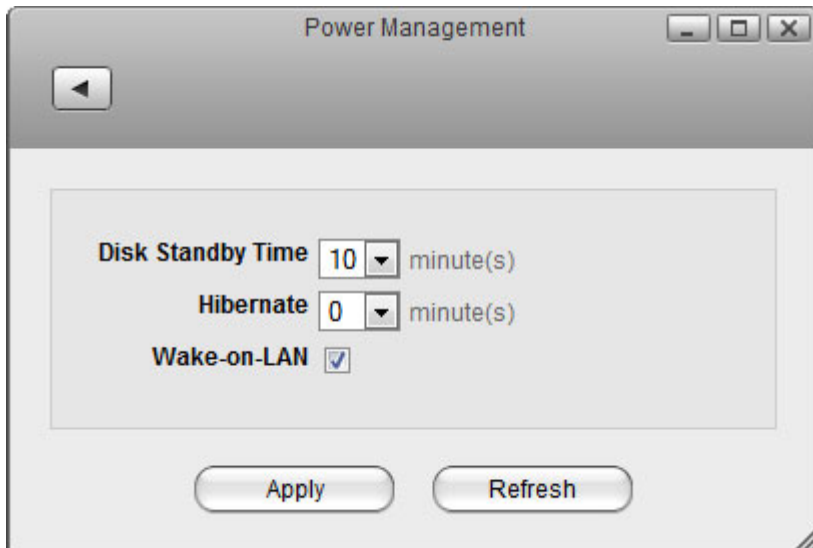 Power Management
Disk Standby Time 10 minute(s)
Hibernate 0 minute(s)
Wake-on-LAN
Apply Refresh